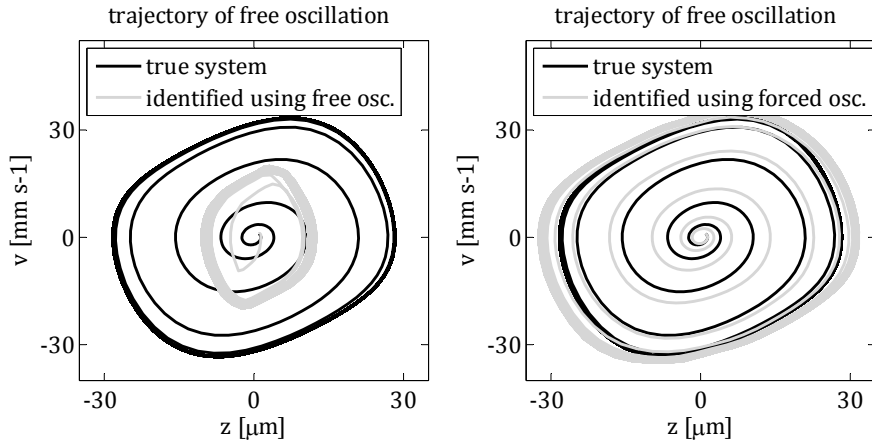 trajectory of free oscillation
true system
identified using free osc.
30
0
-30
v [mm s-1]
-30 0 30
z [μm]
trajectory of free oscillation
true system
identified using forced osc.
30
0
-30
v [mm s-1]
-30 0 30
z [μm]